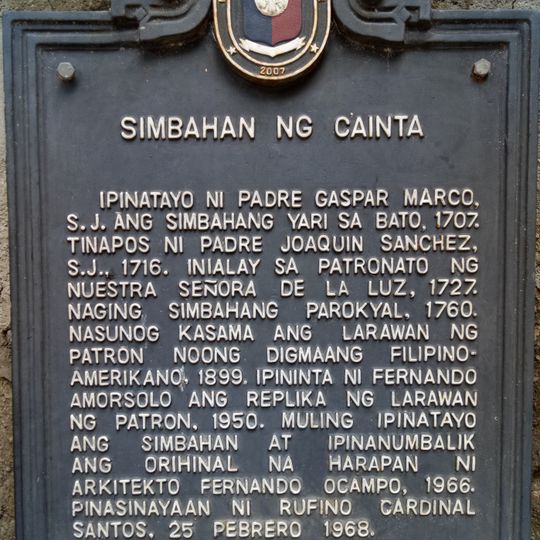 2007
SIMBAHAN NG CAINTA
IPINATAYO NI PADRE GASPAR MARCO,
S.J. ANG SIMBAHANG YARI SA BATO, 1707.
TINAPOS NI PADRE JOAQUIN SANCHEZ,
S.J., 1716. INIALAY SA PATRONATO NG
NUESTRA SEÑORA DE LA LUZ, 1727.
NAGING SIMBAHANG PAROKYAL, 1760.
NASUNOG KASAMA ANG LARAWAN NG
PATRON NOONG DIGMAANG FILIPINO-
AMERIKANO, 1899. IPININTA NI FERNANDO
AMORSOLO ANG REPLIKA NG LARAWAN
NG PATRON, 1950. MULING IPINATAYO
ANG SIMBAHAN AT IPINANUMBALIK
ANG ORIHINAL NA HARAPAN NI
ARKITEKTO FERNANDO OCAMPO, 1966.
PINASINAYAAN NI RUFINO CARDINAL
SANTOS, 25 PEBRERO 1968.